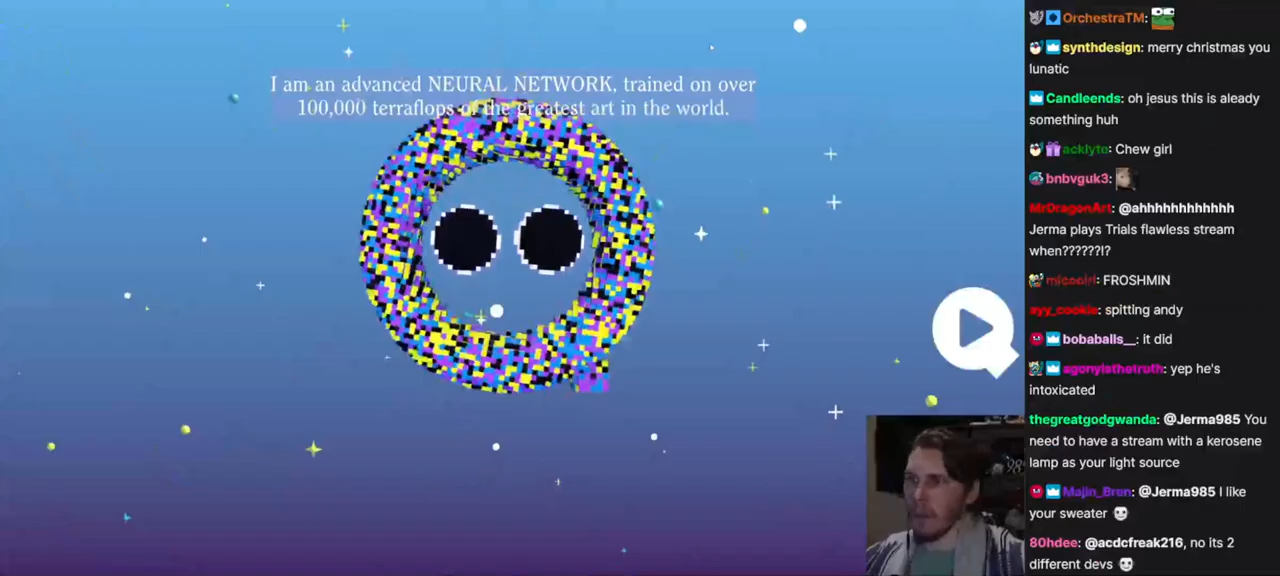 I am an advanced NEURAL NETWORK, trained on over
100,000 terraflops of the greatest art in the world.
OrchestraTM:
synthdesign: merry christmas you
lunatic
Candleends: oh jesus this is aleady
something huh
acklyte: Chew girl
bnbvguk3:
MrDragonArt: @ahhhhhhhhhhhh
Jerma plays Trials flawless stream
when??????!?
FROSHMIN
ayy_cookie: spitting andy
bobaballs__: it did
agonyisthetruth: yep he's
intoxicated
thegreatgodgwanda: @Jerma985 You
need to have a stream with a kerosene
lamp as your light source
Majin_Bren: @Jerma985 I like
your sweater
80hdee: @acdcfreak216, no its 2
different devs